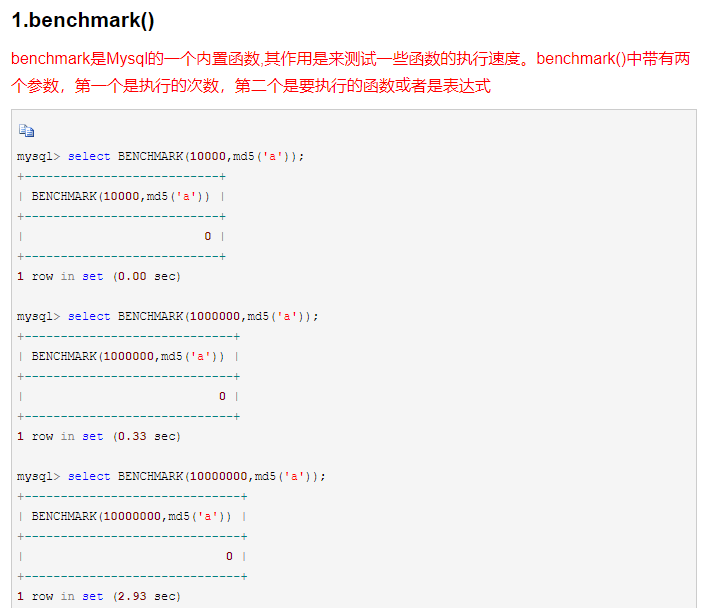 1.benchmark()
benchmark是Mysql的一个内置函数,其作用是来测试一些函数的执行速度。benchmark()中带有两
个参数，第一个是执行的次数，第二个是要执行的函数或者是表达式
mysql> select BENCHMARK(10000,md5('a'));
+---------------------------+
| BENCHMARK(10000,md5('a')) |
+---------------------------+
|                         0 |
+---------------------------+
1 row in set (0.00 sec)
mysql> select BENCHMARK(1000000,md5('a'));
+-----------------------------+
| BENCHMARK(1000000,md5('a')) |
+-----------------------------+
|                           0 |
+-----------------------------+
1 row in set (0.33 sec)
mysql> select BENCHMARK(10000000,md5('a'));
+------------------------------+
| BENCHMARK(10000000,md5('a')) |
+------------------------------+
|                            0 |
+------------------------------+
1 row in set (2.93 sec)